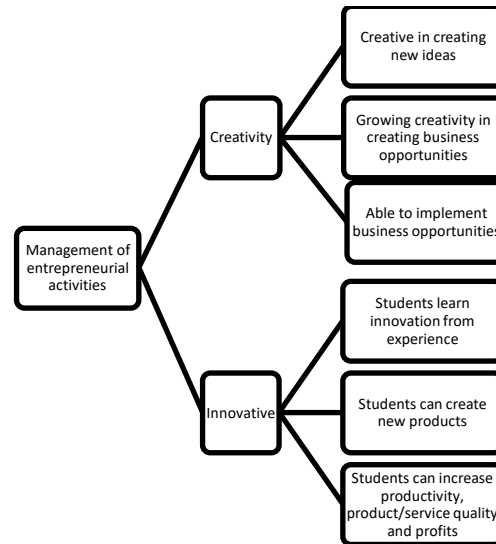 Creative in creating
new ideas
Creativity
Growing creativity in
creating business
opportunities
Able to implement
business opportunities
Management of
entrepreneurial
activities
Students learn
innovation from
experience
Innovative
Students can create
new products
Students can increase
productivity,
product/service quality
and profits